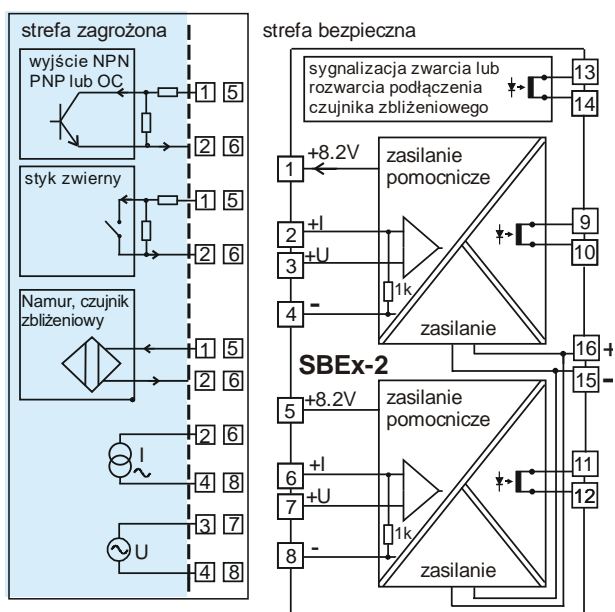 strefa zagrożona
wyjście NPN
PNP lub OC
1 5
2 6
styk zwierny
1 5
2 6
Namur, czujnik
zbliżeniowy
1 5
2 6
I
2 6
4 8
U
3 7
4 8
strefa bezpieczna
sygnalizacja zwarcia lub
rozwarcia podłączenia
czujnika zbliżeniowego
13
14
1
+8.2V
zasilanie
pomocnicze
2
+I
3
+U
4
-
1k
9
10
zasilanie
16 +
15 -
SBEx-2
5
+8.2V
zasilanie
pomocnicze
6
+I
7
+U
8
-
1k
11
12
zasilanie